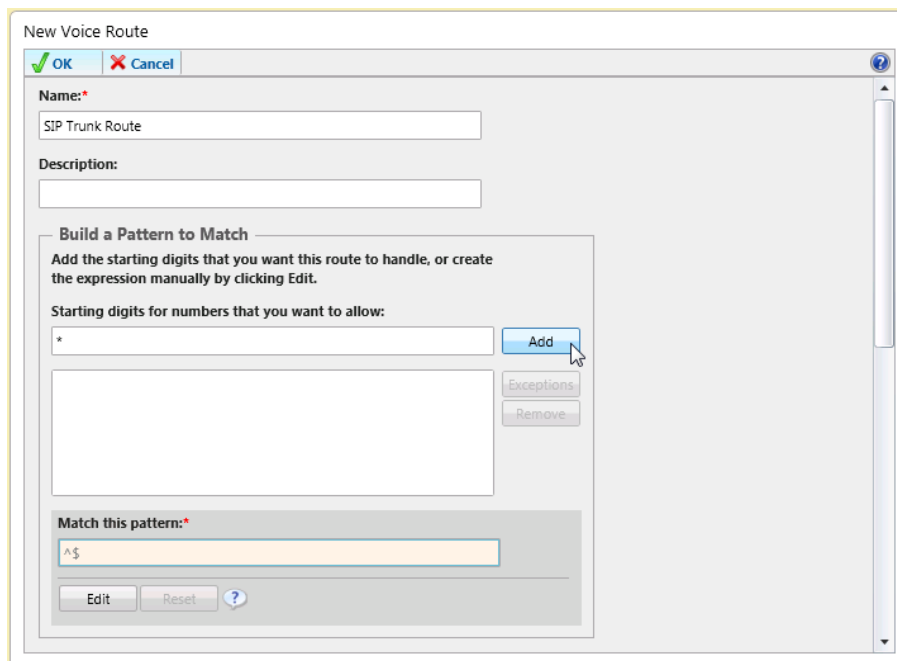 New Voice Route
OK Cancel ?
Name:*
SIP Trunk Route
Description:
Build a Pattern to Match
Add the starting digits that you want this route to handle, or create
the expression manually by clicking Edit.
Starting digits for numbers that you want to allow:
* Add
Exceptions
Remove
Match this pattern:*
^$
Edit Reset ?